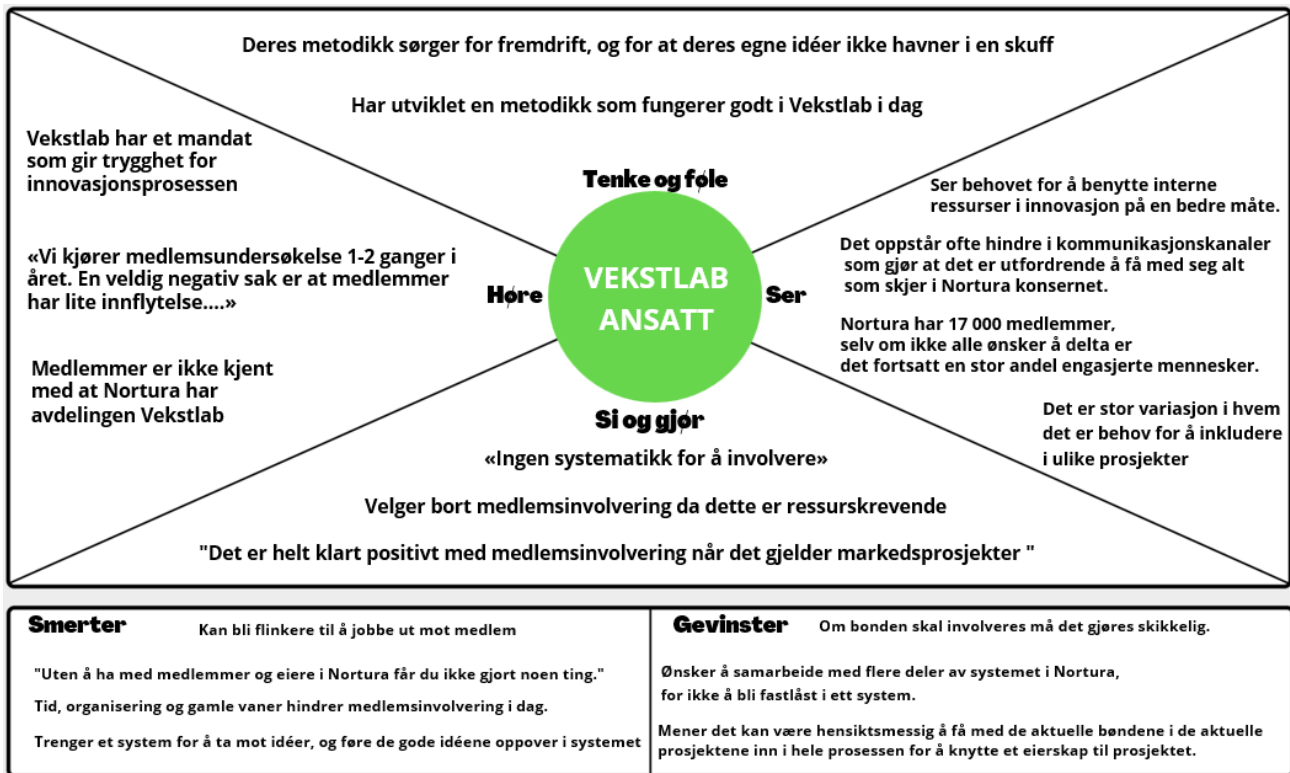 Deres metodikk sørger for fremdrift, og for at deres egne idéer ikke havner i en skuff
Har utviklet en metodikk som fungerer godt i Vekstlab i dag
Tenke og føle
Vekstlab har et mandat
som gir trygghet for
innovasjonsprosessen
«Vi kjører medlemsundersøkelse 1-2 ganger i
året. En veldig negativ sak er at medlemmer
har lite innflytelse....»
Medlemmer er ikke kjent
med at Nortura har
avdelingen Vekstlab
Høre
VEKSTLAB
ANSATT
Ser
Ser behovet for å benytte interne
ressurser i innovasjon på en bedre måte.
Det oppstår ofte hindre i kommunikasjonskanaler
som gjør at det er utfordrende å få med seg alt
som skjer i Nortura konsernet.
Nortura har 17 000 medlemmer,
selv om ikke alle ønsker å delta er
det fortsatt en stor andel engasjerte mennesker.
Det er stor variasjon i hvem
det er behov for å inkludere
i ulike prosjekter
Si og gjør
«Ingen systematikk for å involvere»
Velger bort medlemsinvolvering da dette er ressurskrevende
"Det er helt klart positivt med medlemsinvolvering når det gjelder markedsprosjekter "
Smerter
Kan bli flinkere til å jobbe ut mot medlem
"Uten å ha med medlemmer og eiere i Nortura får du ikke gjort noen ting."
Tid, organisering og gamle vaner hindrer medlemsinvolvering i dag.
Trenger et system for å ta mot idéer, og føre de gode idéene oppover i systemet
Gevinster
Om bonden skal involveres må det gjøres skikkelig.
Ønsker å samarbeide med flere deler av systemet i Nortura,
for ikke å bli fastlåst i ett system.
Mener det kan være hensiktsmessig å få med de aktuelle bøndene i de aktuelle
prosjektene inn i hele prosessen for å knytte et eierskap til prosjektet.